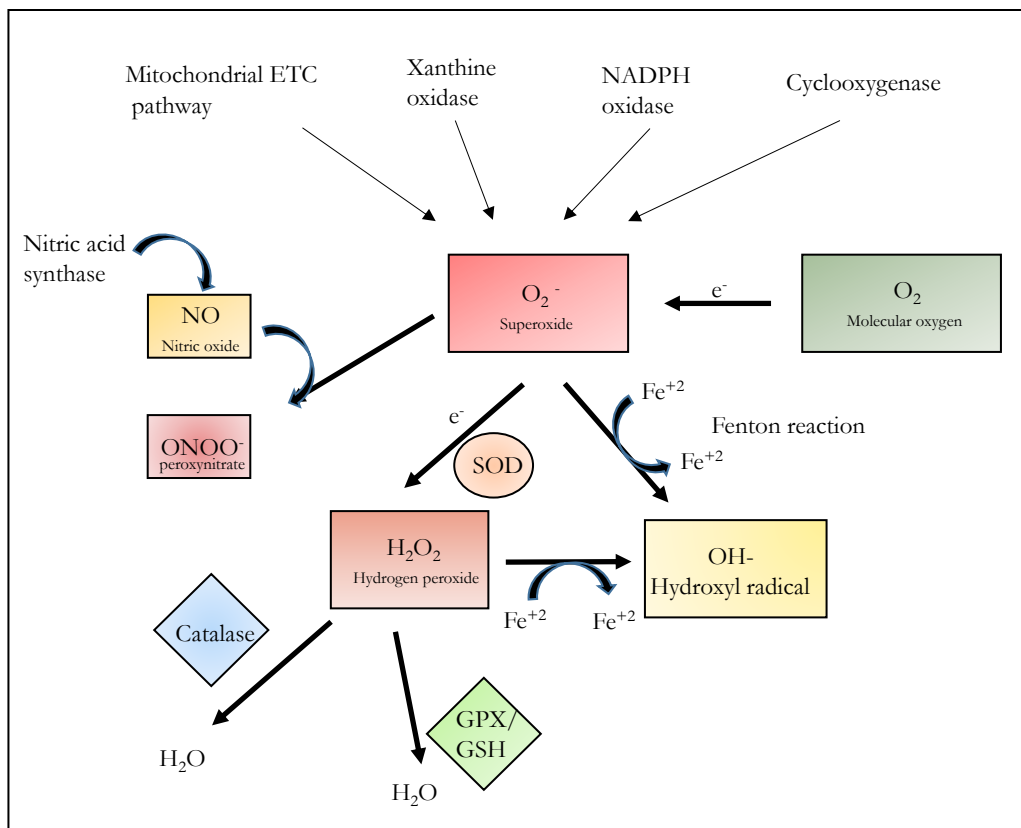 Mitochondrial ETC
pathway
Xanthine
oxidase
NADPH
oxidase
Cyclooxygenase
Nitric acid
synthase
NO
Nitric oxide
O₂ ⁻
Superoxide
e⁻
O₂
Molecular oxygen
ONOO⁻
peroxynitrate
e⁻
SOD
Fe⁺²
Fenton reaction
Fe⁺²
H₂O₂
Hydrogen peroxide
Fe⁺²
Fe⁺²
OH-
Hydroxyl radical
Catalase
H₂O
GPX/
GSH
H₂O